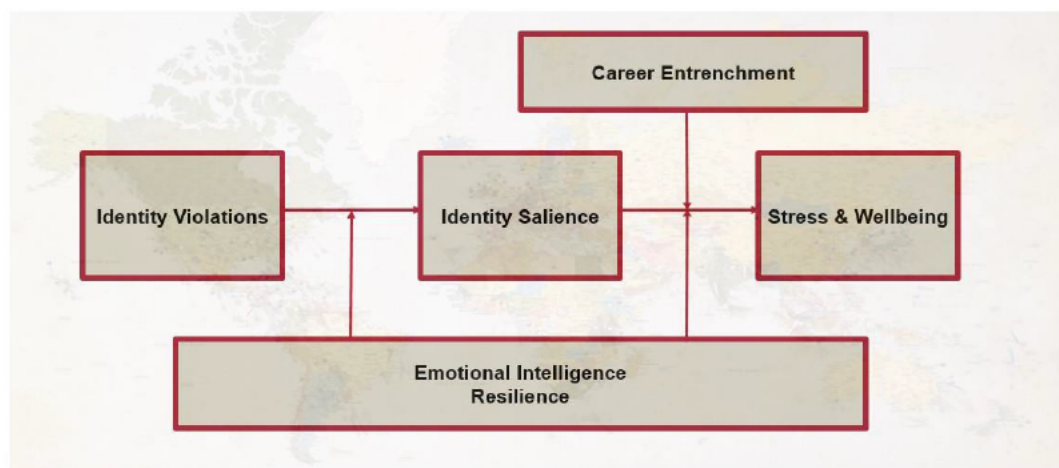 Career Entrenchment
Identity Violations
Identity Salience
Stress & Wellbeing
Emotional Intelligence
Resilience